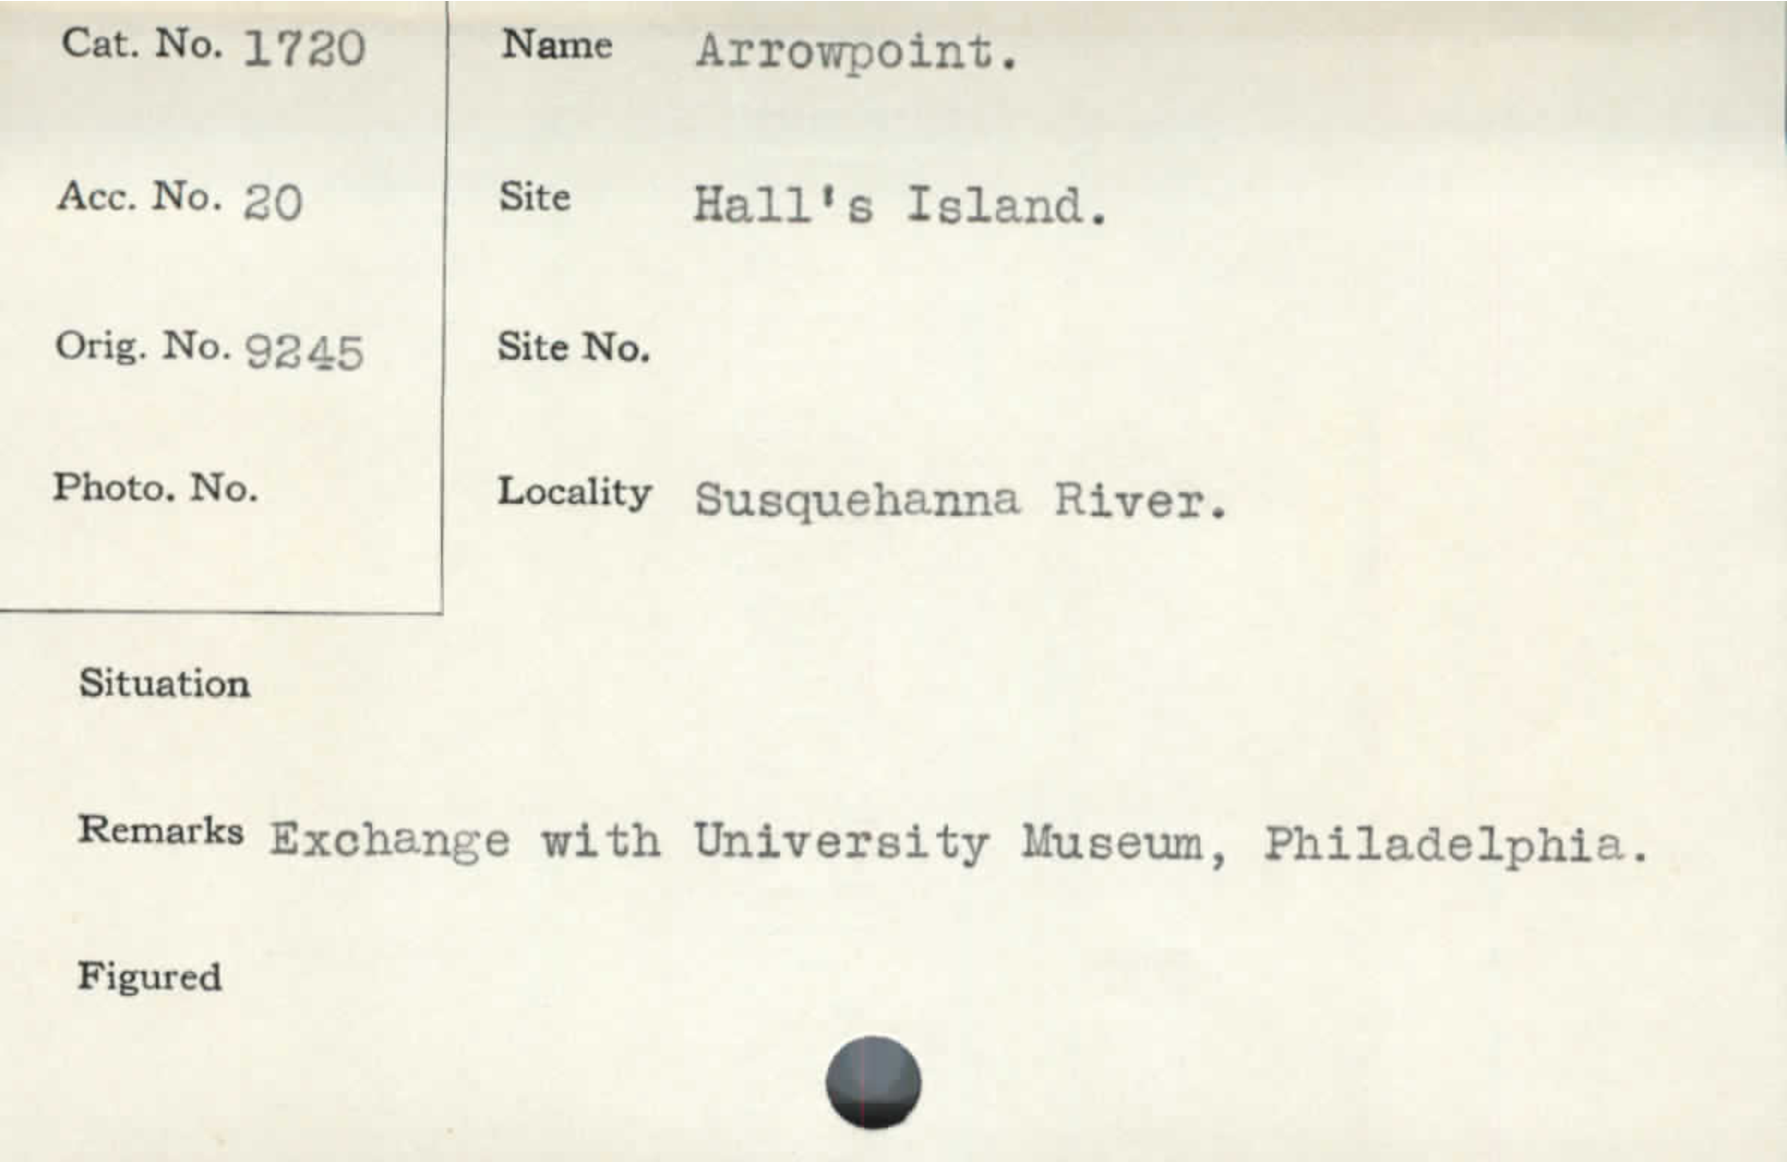 Cat. No. 1720
Name Arrowpoint.
Acc. No. 20
Site Hall's Island.
Orig. No. 9245
Site No.
Photo. No.
Locality Susquehanna River.
Situation
Remarks Exchange with University Museum, Philadelphia.
Figured